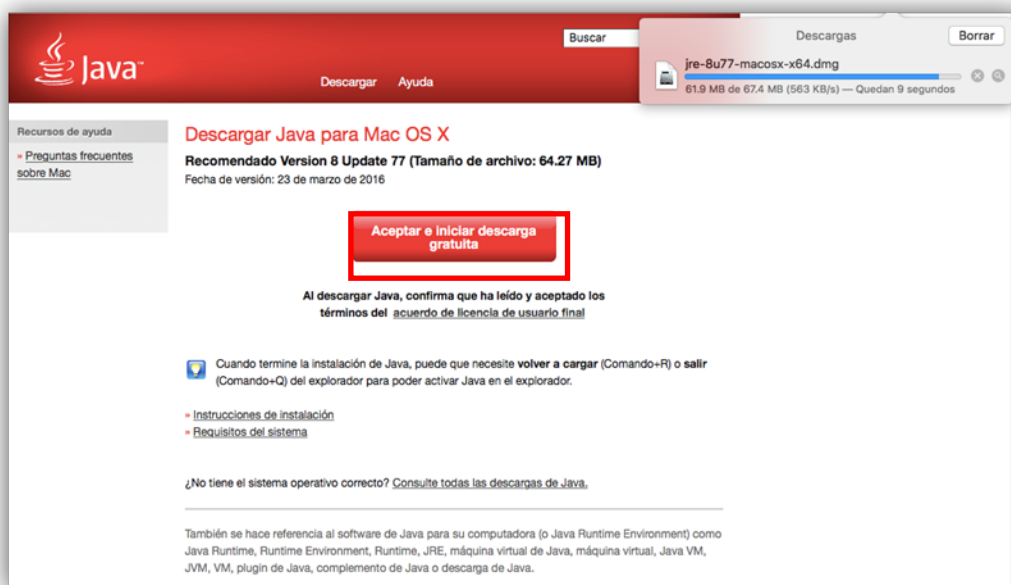 Java
Buscar
Descargar Ayuda
Descargas
Borrar
jre-8u77-macosx-x64.dmg
61.9 MB de 67.4 MB (563 KB/s) — Quedan 9 segundos
Recursos de ayuda
» Preguntas frecuentes
sobre Mac
Descargar Java para Mac OS X
Recomendado Version 8 Update 77 (Tamaño de archivo: 64.27 MB)
Fecha de versión: 23 de marzo de 2016
Aceptar e iniciar descarga
gratuita
Al descargar Java, confirma que ha leído y aceptado los
términos del acuerdo de licencia de usuario final
Cuando termine la instalación de Java, puede que necesite volver a cargar (Comando+R) o salir
(Comando+Q) del explorador para poder activar Java en el explorador.
» Instrucciones de instalación
» Requisitos del sistema
¿No tiene el sistema operativo correcto? Consulte todas las descargas de Java.
También se hace referencia al software de Java para su computadora (o Java Runtime Environment) como
Java Runtime, Runtime Environment, Runtime, JRE, máquina virtual de Java, máquina virtual, Java VM,
JVM, VM, plugin de Java, complemento de Java o descarga de Java.